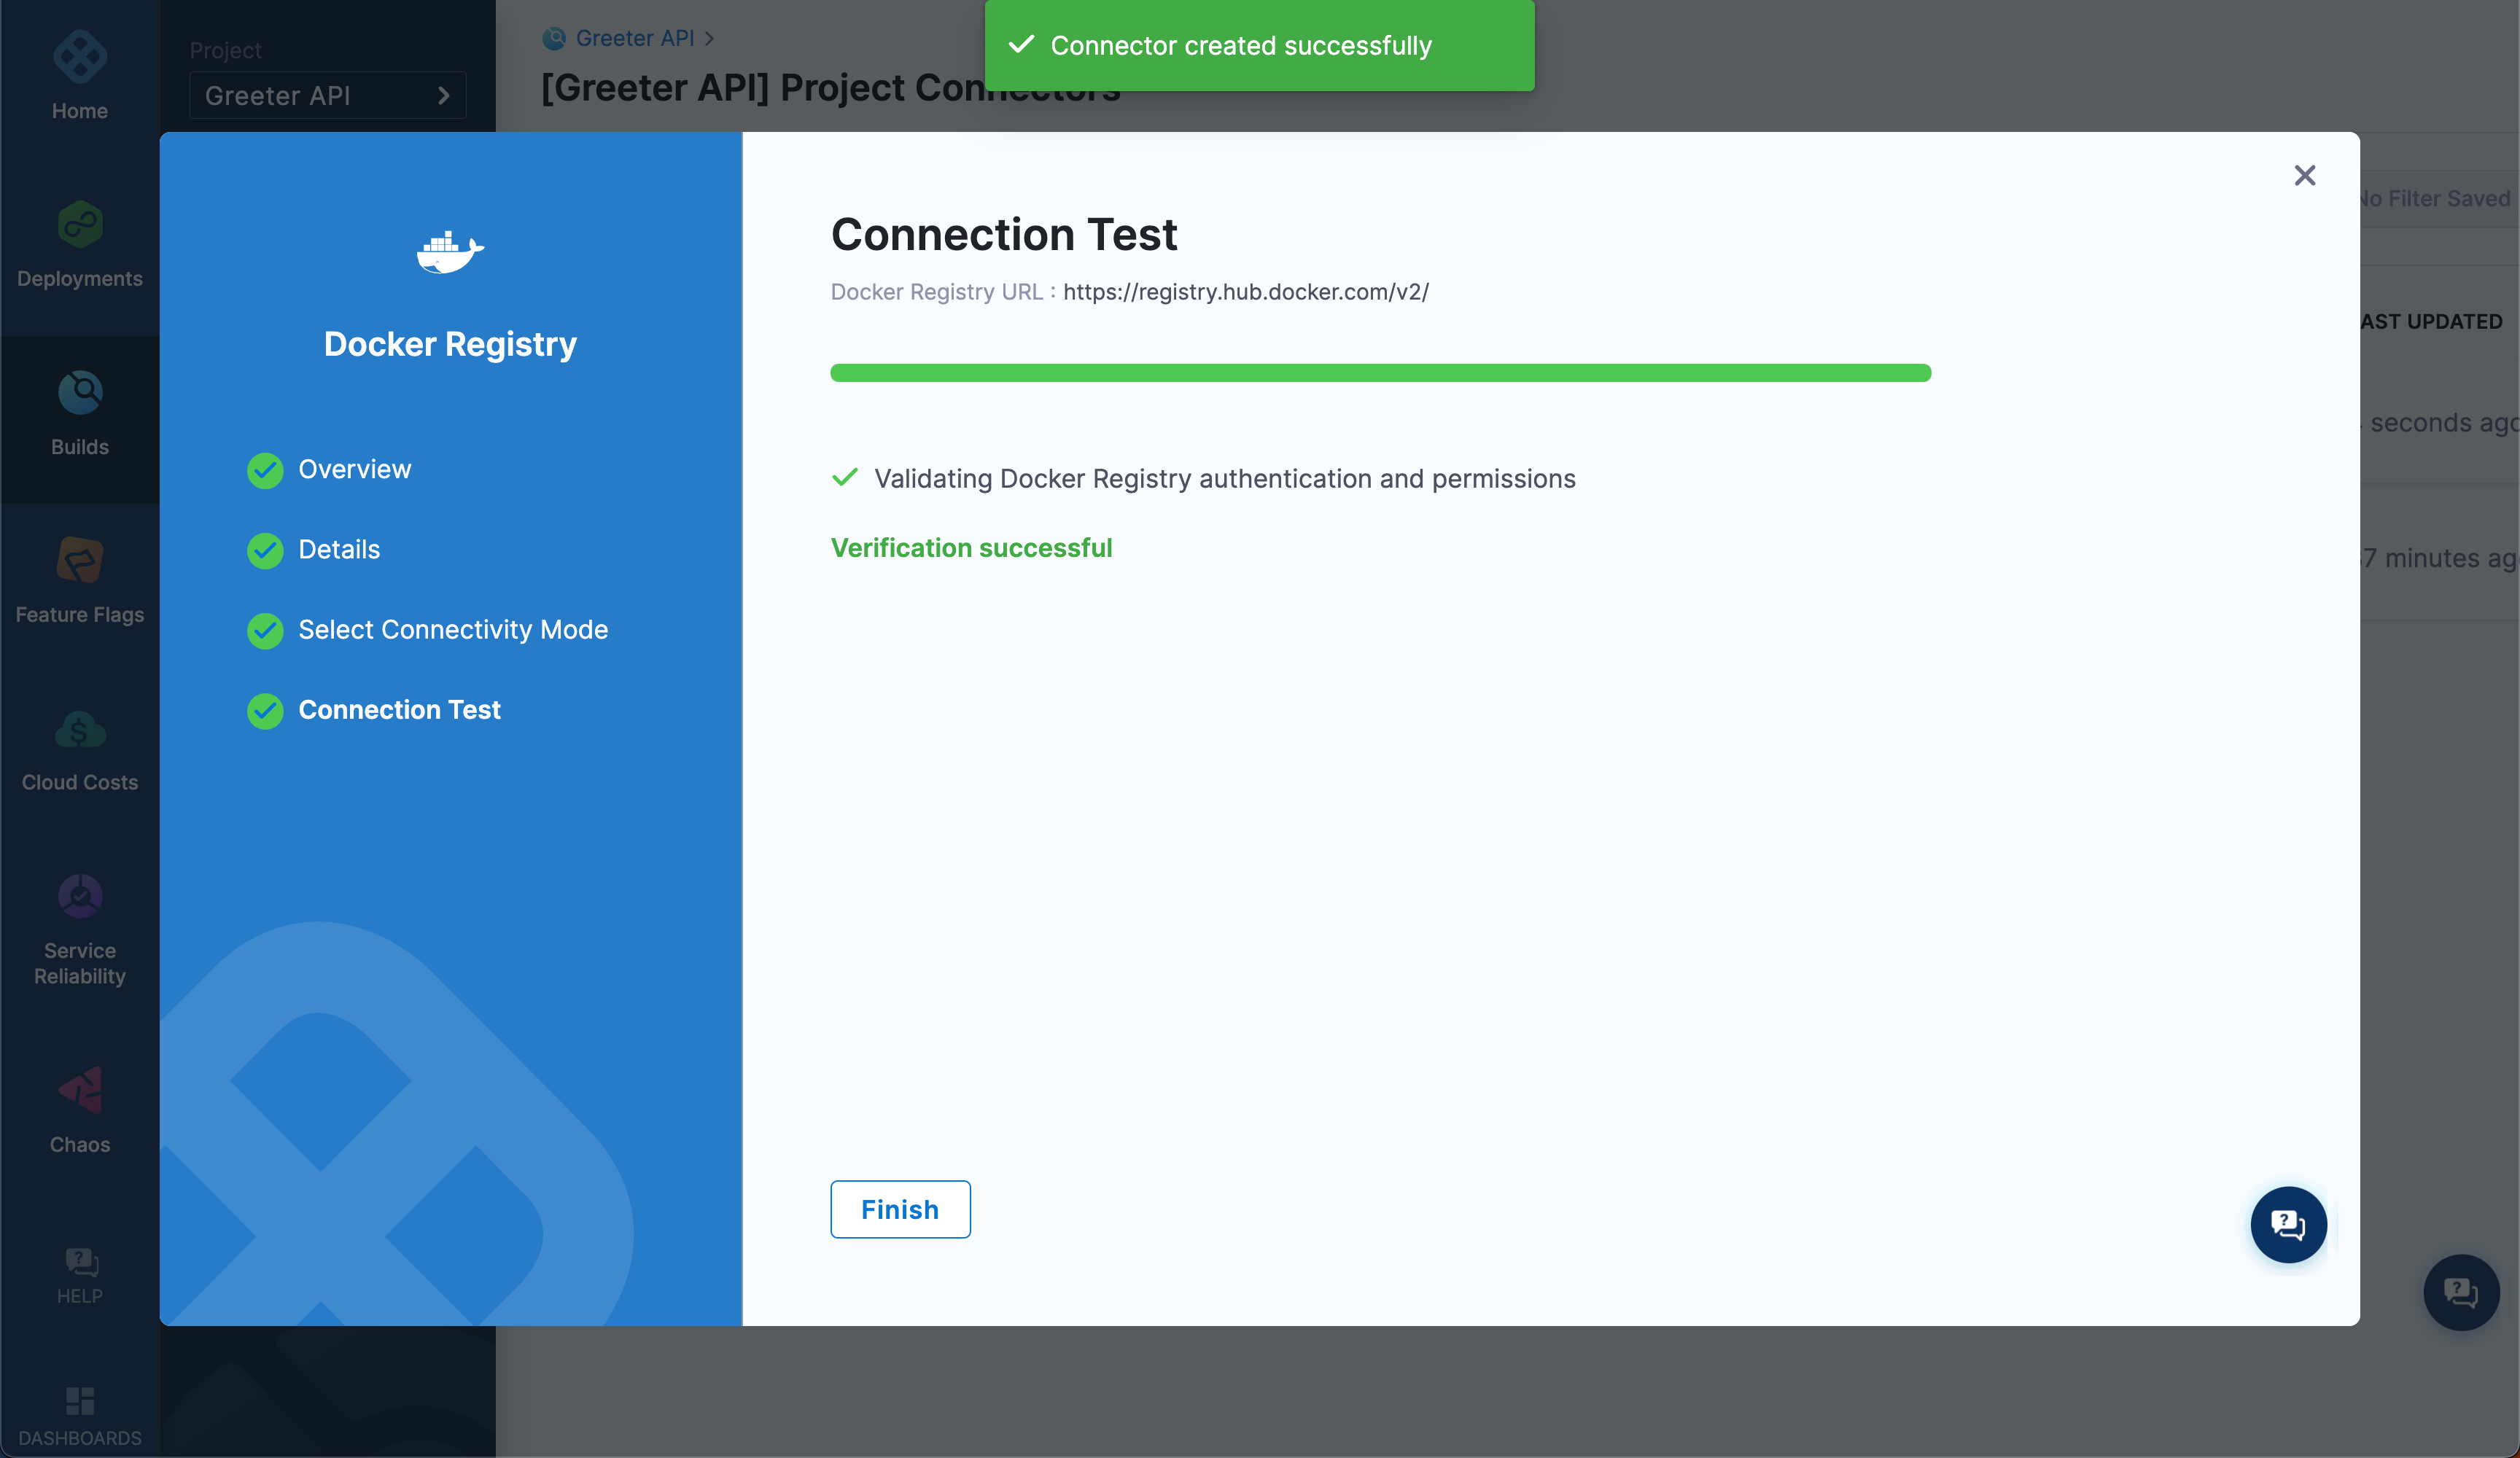 Home
Deployments
Builds
Feature Flags
Cloud Costs
Service
Reliability
Chaos
HELP
DASHBOARDS
Project
Greeter API
Greeter API
[Greeter API] Project Connectors
Connector created successfully
No Filter Saved
AST UPDATED
seconds ago
7 minutes ag
Docker Registry
Overview
Details
Select Connectivity Mode
Connection Test
Connection Test
Docker Registry URL : https://registry.hub.docker.com/v2/
Validating Docker Registry authentication and permissions
Verification successful
Finish